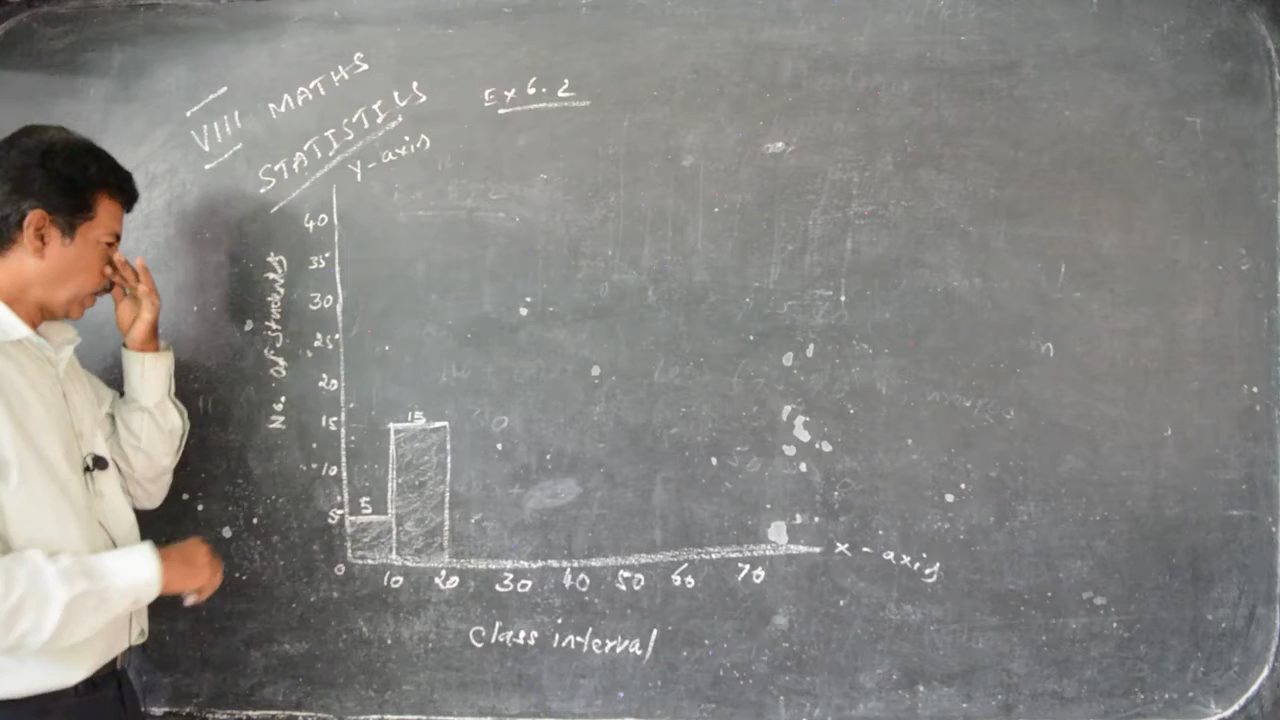 VIII MATHS
STATISTICS
Ex 6.2
Y-axis
40
35
30
25
20
15
10
5
No. of Students
15
5
0 10 20 30 40 50 60 70
X-axis
Class interval